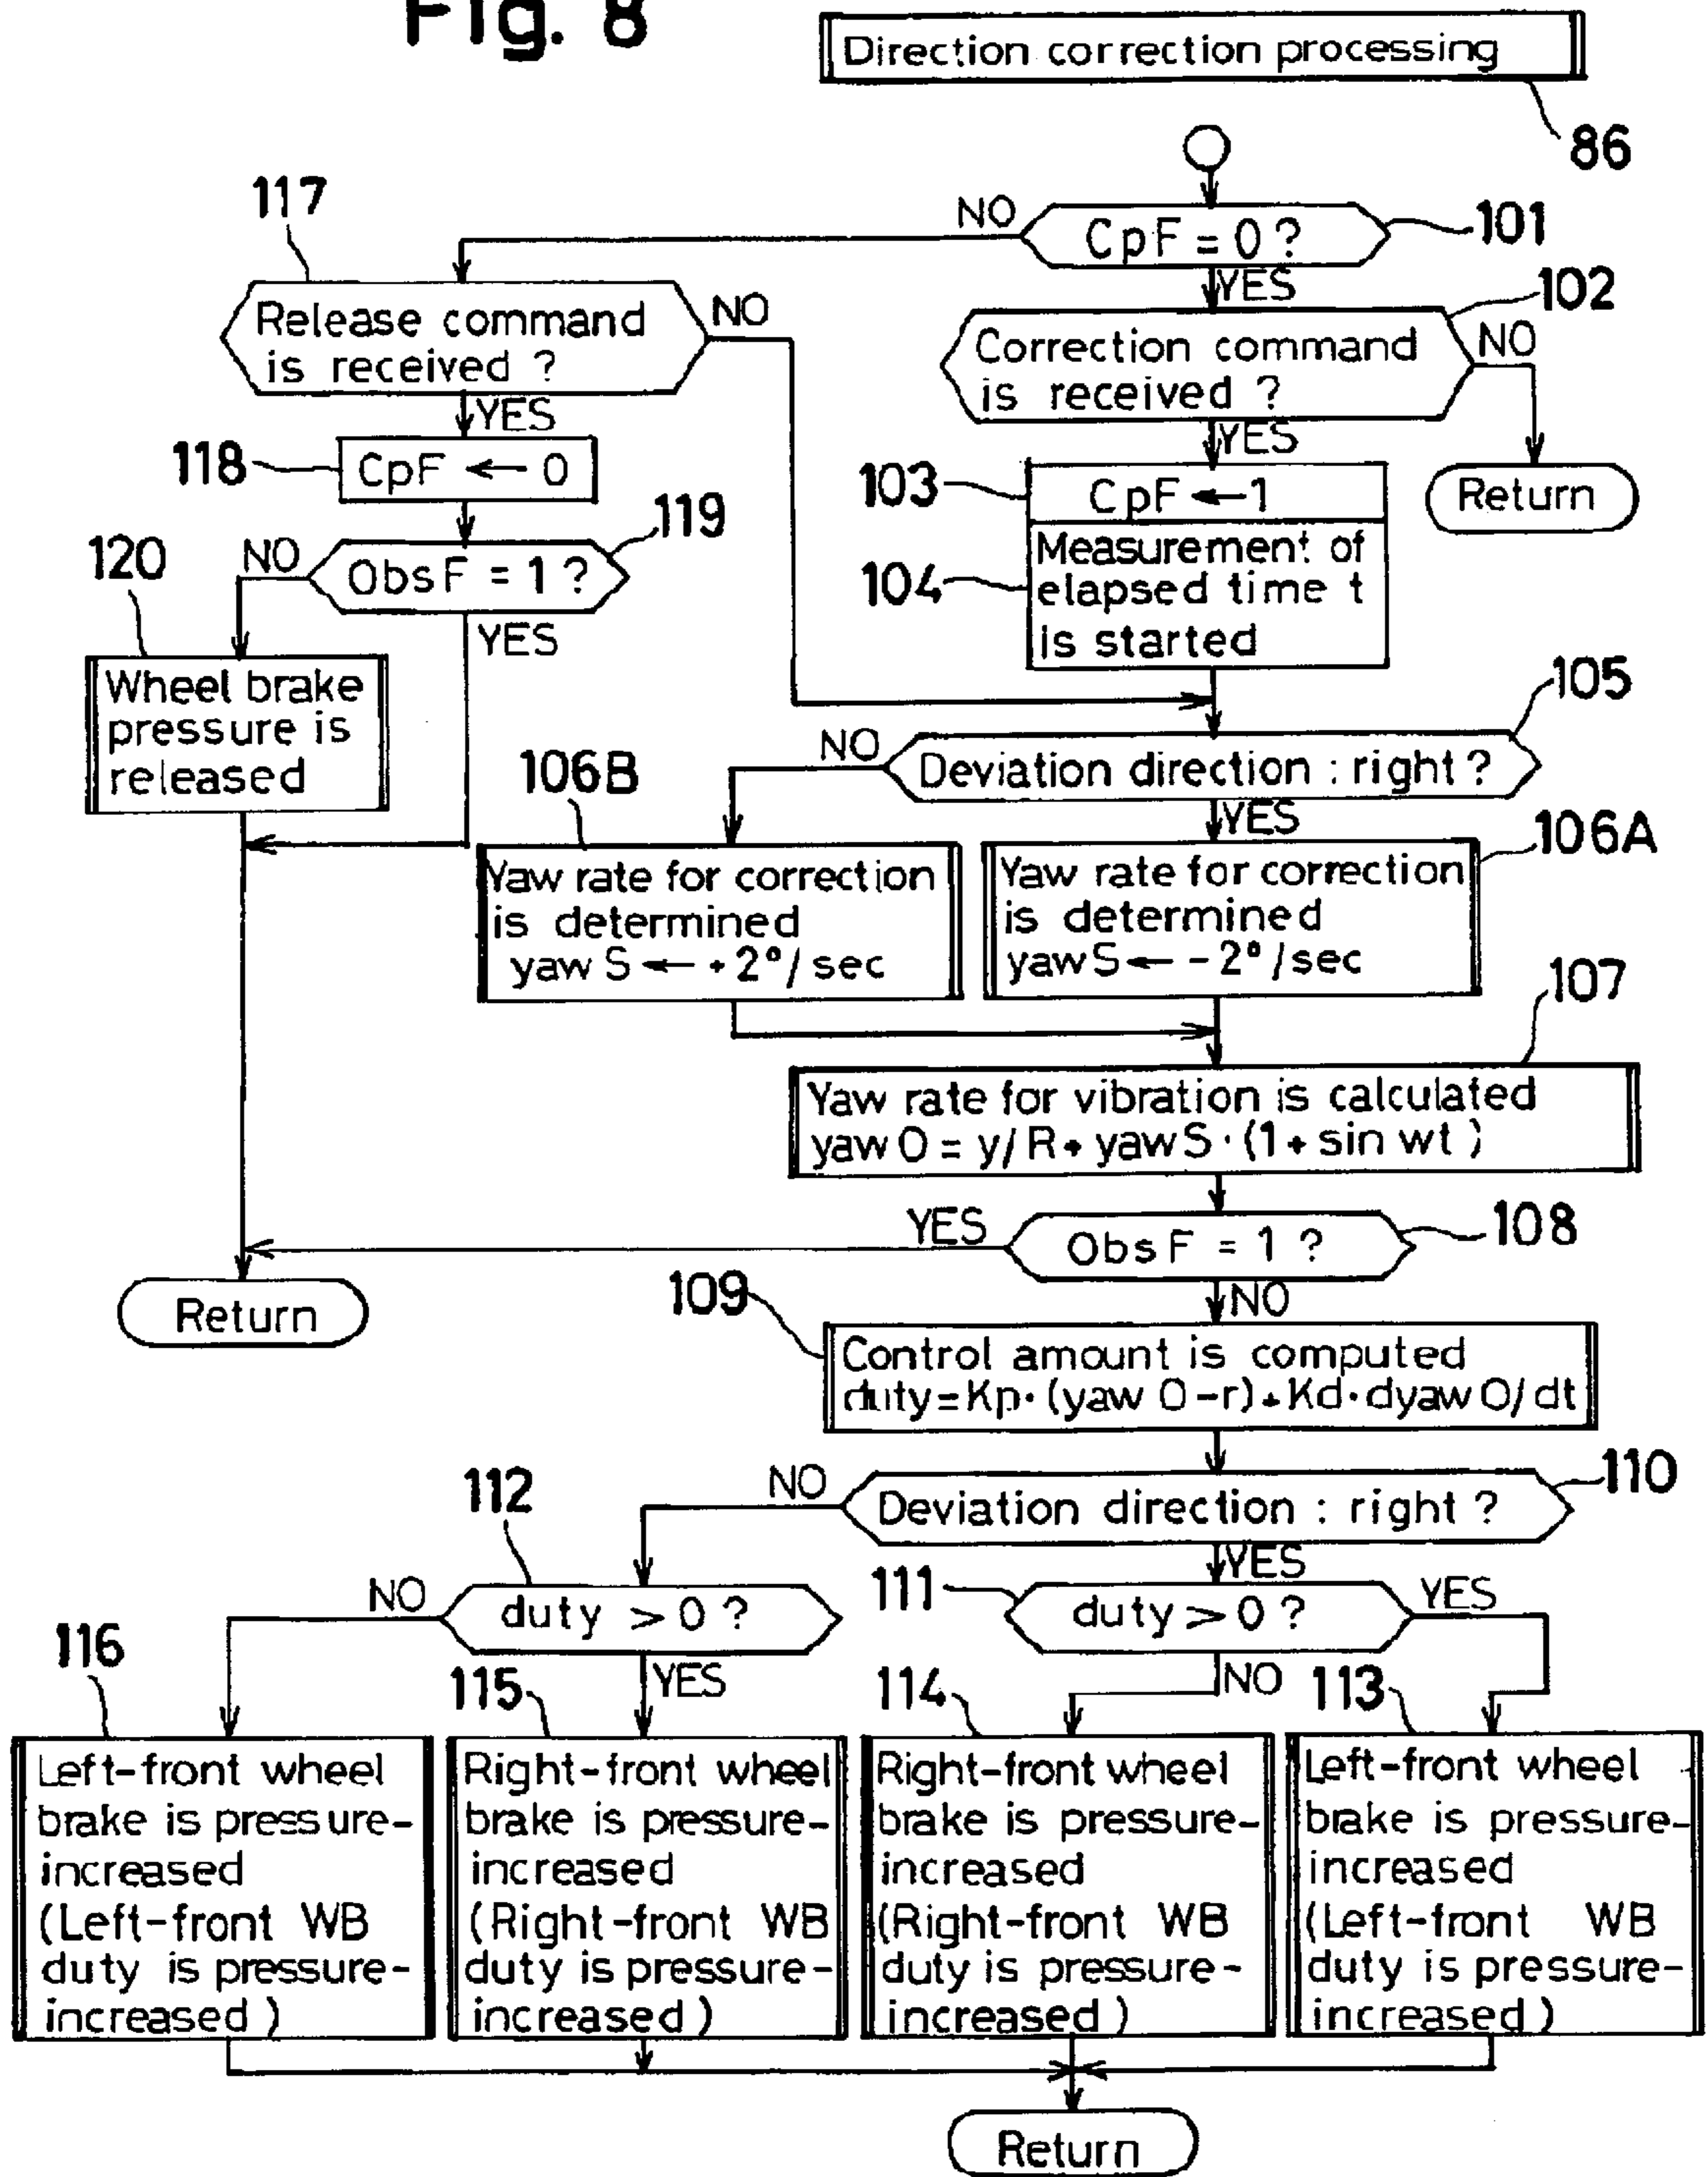 Fig. 8
Direction correction processing
86
CpF = 0 ?
101
NO
YES
117
Release command
is received ?
NO
YES
102
Correction command
is received ?
NO
YES
Return
118
CpF ← 0
103
CpF ← 1
104
Measurement of
elapsed time t
is started
119
ObsF = 1 ?
NO
YES
120
Wheel brake
pressure is
released
105
Deviation direction : right ?
NO
YES
106B
Yaw rate for correction
is determined
yaw S ← +2°/sec
106A
Yaw rate for correction
is determined
yaw S ← -2°/sec
107
Yaw rate for vibration is calculated
yaw O = y/R + yaw S · (1 + sin wt )
108
ObsF = 1 ?
YES
NO
Return
109
Control amount is computed
duty = Kp · (yaw O - r) + Kd · dyaw O/dt
110
Deviation direction : right ?
NO
YES
112
duty > 0 ?
NO
YES
111
duty > 0 ?
YES
NO
116
Left-front wheel
brake is pressure-
increased
(Left-front WB
duty is pressure-
increased )
115
Right-front wheel
brake is pressure-
increased
(Right-front WB
duty is pressure-
increased )
114
Right-front wheel
brake is pressure-
increased
(Right-front WB
duty is pressure-
increased )
113
Left-front wheel
brake is pressure-
increased
(Left-front WB
duty is pressure-
increased )
Return